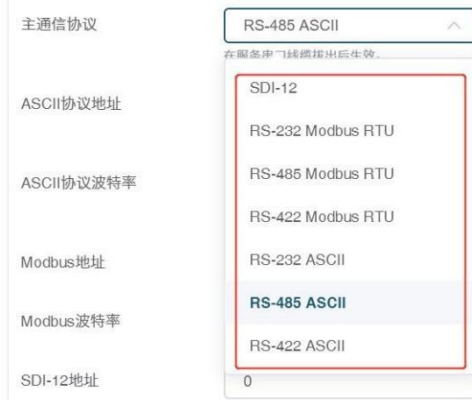 主通信协议
RS-485 ASCII
在服务串口线缆拔出后生效。
SDI-12
ASCII协议地址
RS-232 Modbus RTU
RS-485 Modbus RTU
ASCII协议波特率
RS-422 Modbus RTU
Modbus地址
RS-232 ASCII
RS-485 ASCII
Modbus波特率
RS-422 ASCII
SDI-12地址
0